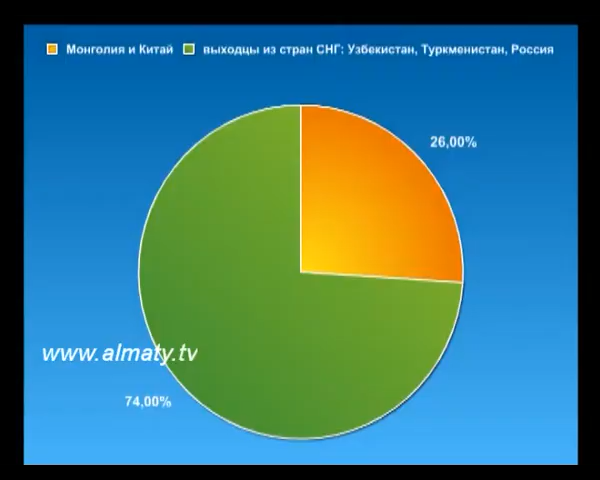 Монголия и Китай выходцы из стран СНГ: Узбекистан, Туркменистан, Россия
26,00%
www.almaty.tv
74,00%